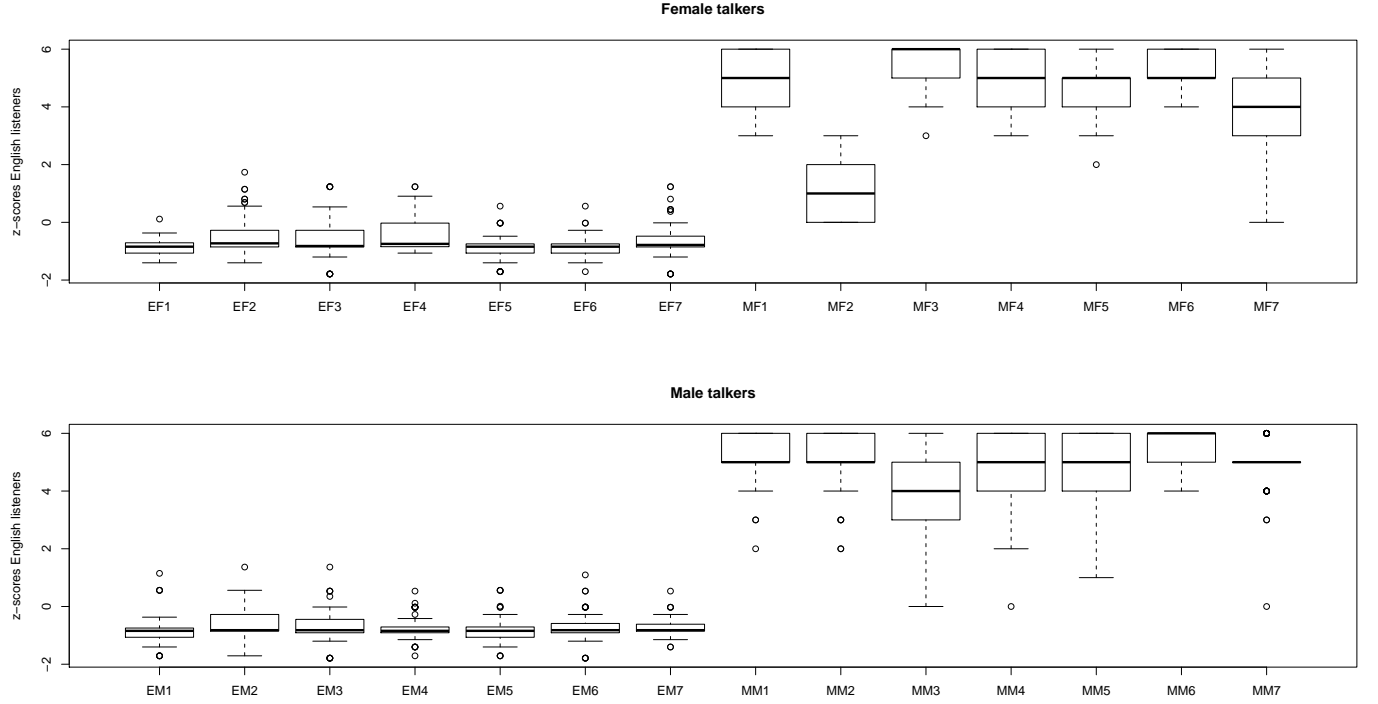 Female talkers
z−scores English listeners
6
4
2
0
−2
EF1 EF2 EF3 EF4 EF5 EF6 EF7 MF1 MF2 MF3 MF4 MF5 MF6 MF7
Male talkers
z−scores English listeners
6
4
2
0
−2
EM1 EM2 EM3 EM4 EM5 EM6 EM7 MM1 MM2 MM3 MM4 MM5 MM6 MM7